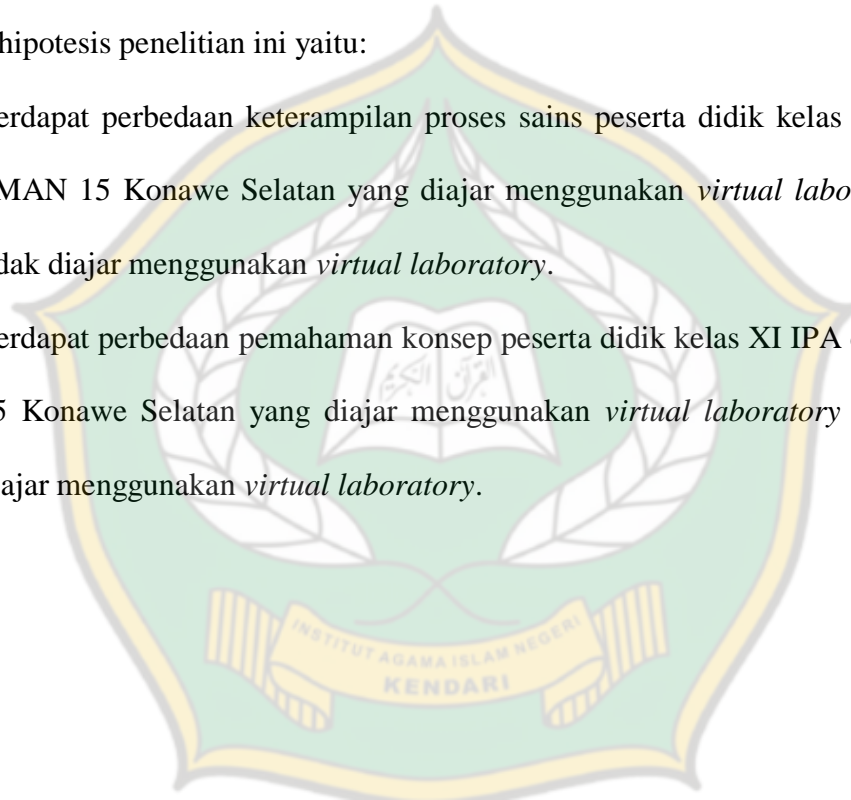 hipotesis penelitian ini yaitu:
erdapat perbedaan keterampilan proses sains peserta didik kelas
MAN 15 Konawe Selatan yang diajar menggunakan virtual labo
dak diajar menggunakan virtual laboratory.
erdapat perbedaan pemahaman konsep peserta didik kelas XI IPA
5 Konawe Selatan yang diajar menggunakan virtual laboratory
ajar menggunakan virtual laboratory.
القرآن الكريم
INSTITUT AGAMA ISLAM NEGERI
KENDARI